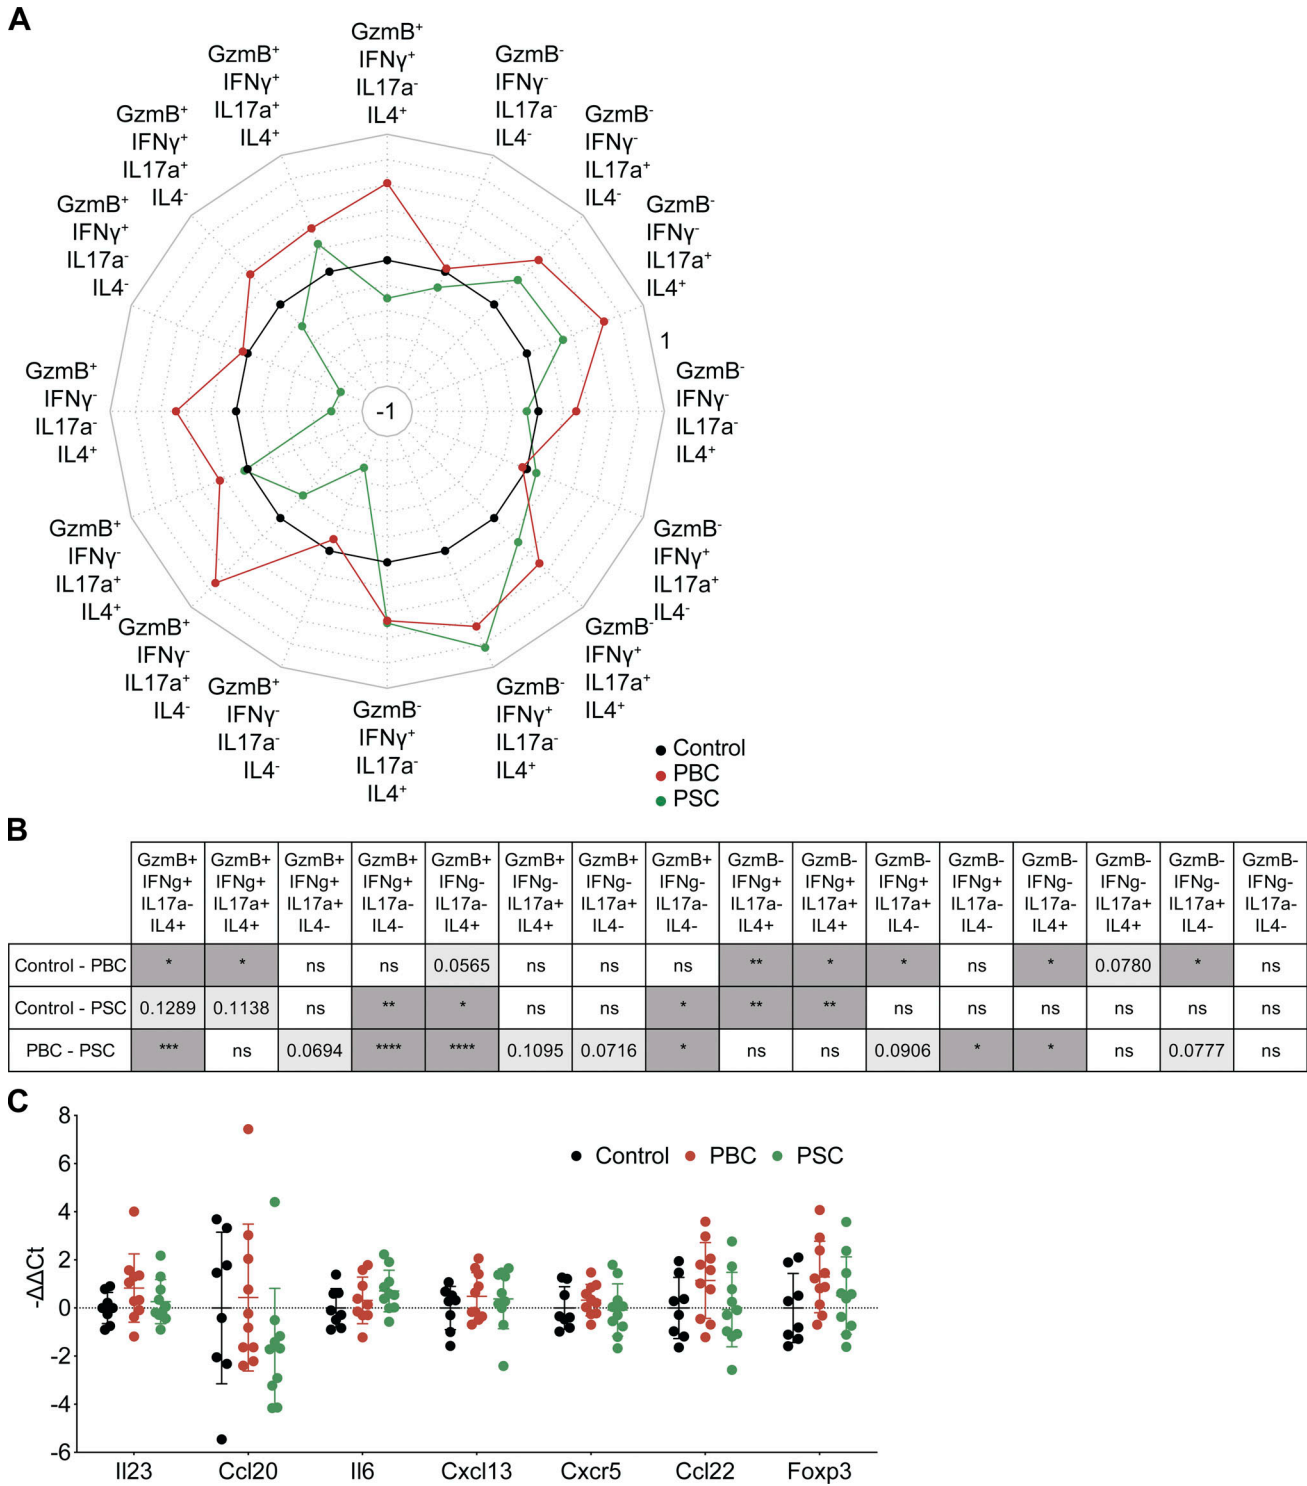 A
GzmB⁺
IFNγ⁺
IL17a⁻
IL4⁺
GzmB⁻
IFNγ⁻
IL17a⁻
IL4⁻
GzmB⁻
IFNγ⁻
IL17a⁺
IL4⁻
GzmB⁻
IFNγ⁻
IL17a⁺
IL4⁺
1
GzmB⁻
IFNγ⁻
IL17a⁻
IL4⁺
GzmB⁻
IFNγ⁺
IL17a⁺
IL4⁻
GzmB⁻
IFNγ⁺
IL17a⁺
IL4⁺
GzmB⁻
IFNγ⁺
IL17a⁻
IL4⁺
GzmB⁻
IFNγ⁺
IL17a⁻
IL4⁺
GzmB⁺
IFNγ⁻
IL17a⁻
IL4⁻
GzmB⁺
IFNγ⁻
IL17a⁺
IL4⁻
GzmB⁺
IFNγ⁻
IL17a⁺
IL4⁺
GzmB⁺
IFNγ⁻
IL17a⁻
IL4⁺
GzmB⁺
IFNγ⁺
IL17a⁻
IL4⁻
GzmB⁺
IFNγ⁺
IL17a⁺
IL4⁻
GzmB⁺
IFNγ⁺
IL17a⁺
IL4⁺
-1
Control
PBC
PSC
B
GzmB+ GzmB+ GzmB+ GzmB+ GzmB+ GzmB+ GzmB+ GzmB+ GzmB- GzmB- GzmB- GzmB- GzmB- GzmB- GzmB- GzmB-
IFNg+ IFNg+ IFNg+ IFNg+ IFNg- IFNg- IFNg- IFNg- IFNg+ IFNg+ IFNg+ IFNg+ IFNg- IFNg- IFNg- IFNg-
IL17a- IL17a+ IL17a+ IL17a- IL17a- IL17a+ IL17a+ IL17a- IL17a- IL17a+ IL17a+ IL17a- IL17a- IL17a+ IL17a+ IL17a-
IL4+ IL4+ IL4- IL4- IL4+ IL4+ IL4- IL4- IL4+ IL4+ IL4- IL4- IL4+ IL4+ IL4- IL4-
Control - PBC * * ns ns 0.0565 ns ns ns ** * * ns * 0.0780 * ns
Control - PSC 0.1289 0.1138 ns ** * ns ns * ** ** ns ns ns ns ns ns
PBC - PSC *** ns 0.0694 **** **** 0.1095 0.0716 * ns ns 0.0906 * * ns 0.0777 ns
C
-ΔΔCt
8
6
4
2
0
-2
-4
-6
Control PBC PSC
Il23 Ccl20 Il6 Cxcl13 Cxcr5 Ccl22 Foxp3